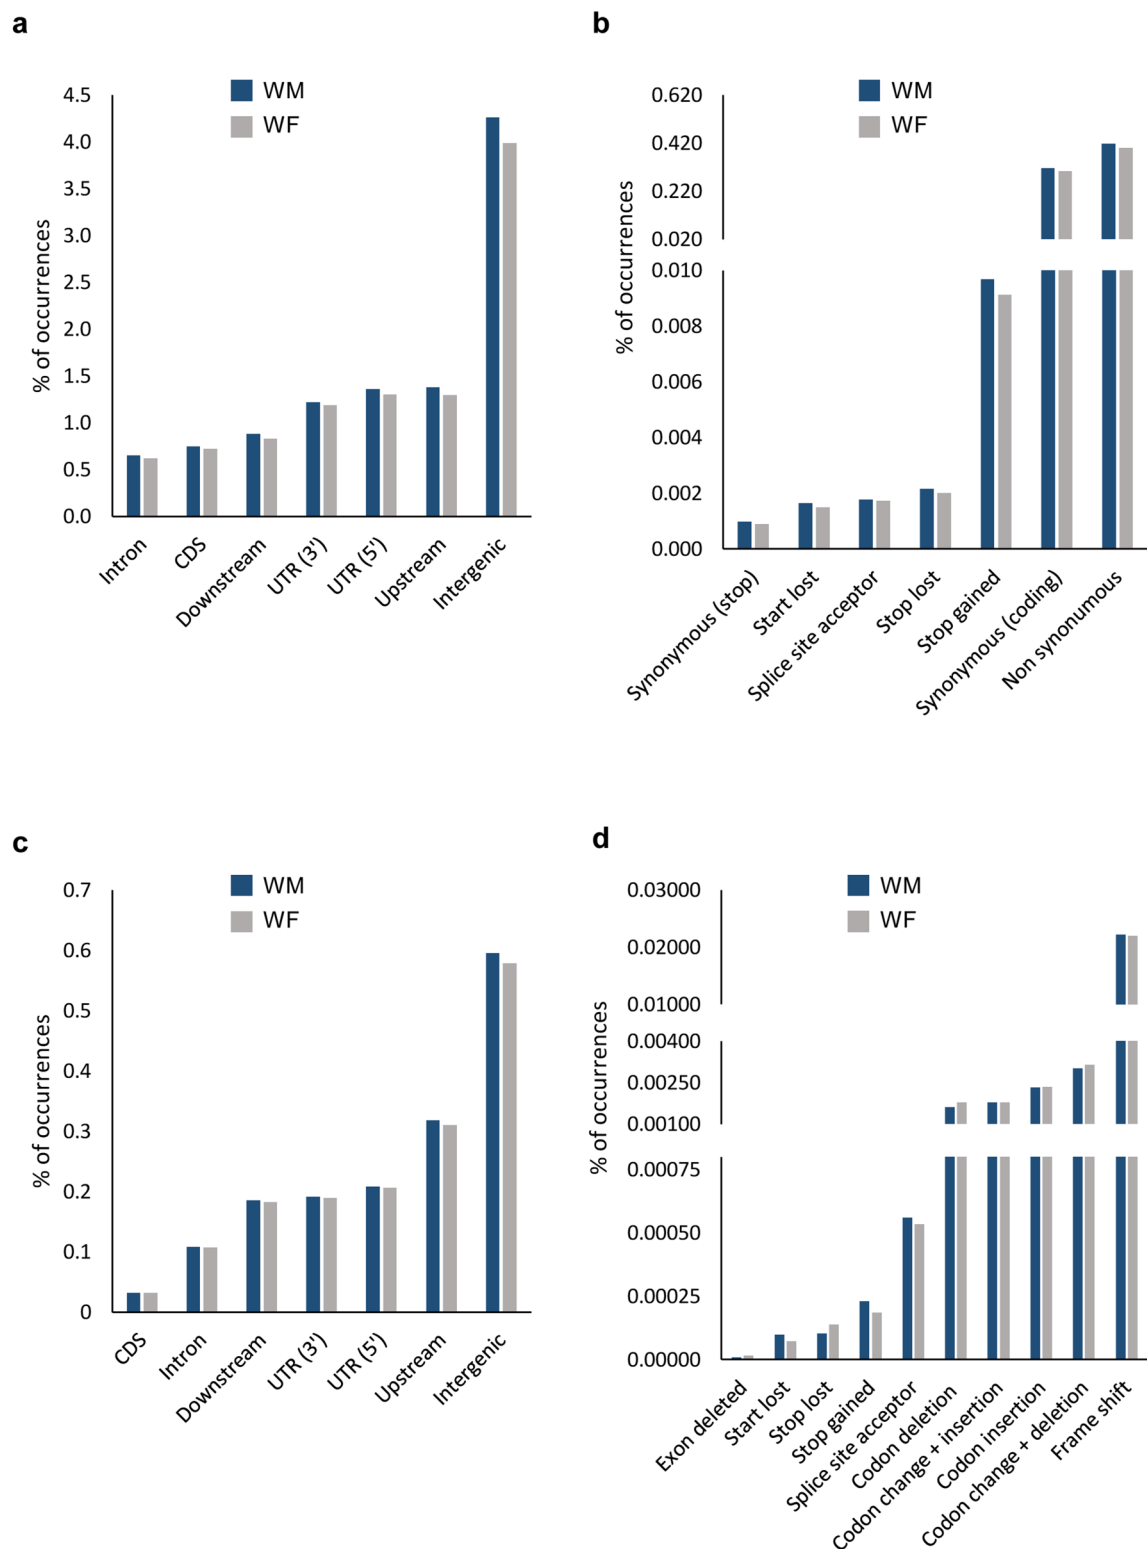 a
WM
WF
4.5
4.0
3.5
3.0
2.5
2.0
1.5
1.0
0.5
0.0
% of occurrences
Intron
CDS
Downstream
UTR (3')
UTR (5')
Upstream
Intergenic
b
WM
WF
0.620
0.420
0.220
0.020
0.010
0.008
0.006
0.004
0.002
0.000
% of occurrences
Synonymous (stop)
Start lost
Splice site acceptor
Stop lost
Stop gained
Synonymous (coding)
Non synonumous
c
WM
WF
0.7
0.6
0.5
0.4
0.3
0.2
0.1
0
% of occurrences
CDS
Intron
Downstream
UTR (3')
UTR (5')
Upstream
Intergenic
d
WM
WF
0.03000
0.02000
0.01000
0.00400
0.00250
0.00100
0.00075
0.00050
0.00025
0.00000
% of occurrences
Exon deleted
Start lost
Stop lost
Stop gained
Splice site acceptor
Codon deletion
Codon change + insertion
Codon insertion
Codon change + deletion
Frame shift